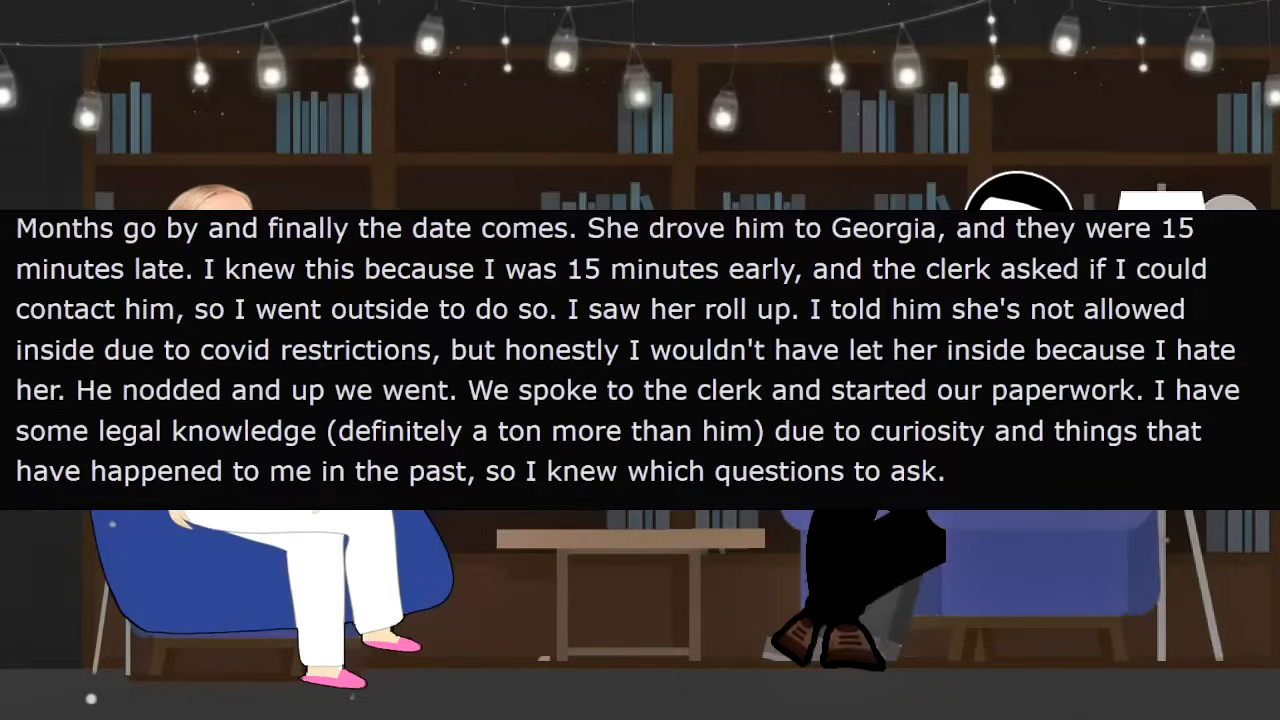 Months go by and finally the date comes. She drove him to Georgia, and they were 15
minutes late. I knew this because I was 15 minutes early, and the clerk asked if I could
contact him, so I went outside to do so. I saw her roll up. I told him she's not allowed
inside due to covid restrictions, but honestly I wouldn't have let her inside because I hate
her. He nodded and up we went. We spoke to the clerk and started our paperwork. I have
some legal knowledge (definitely a ton more than him) due to curiosity and things that
have happened to me in the past, so I knew which questions to ask.